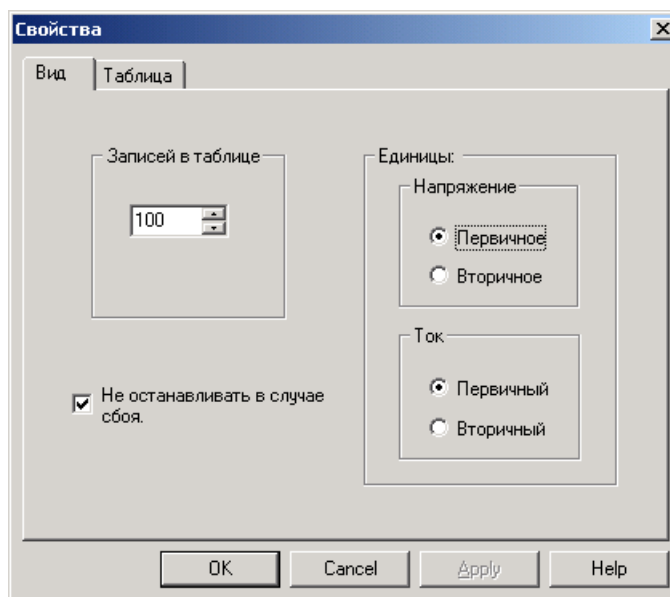 Свойства
Вид
Таблица
Записей в таблице
100
Не останавливать в случае
сбоя.
Единицы:
Напряжение
Первичное
Вторичное
Ток
Первичный
Вторичный
OK
Cancel
Apply
Help